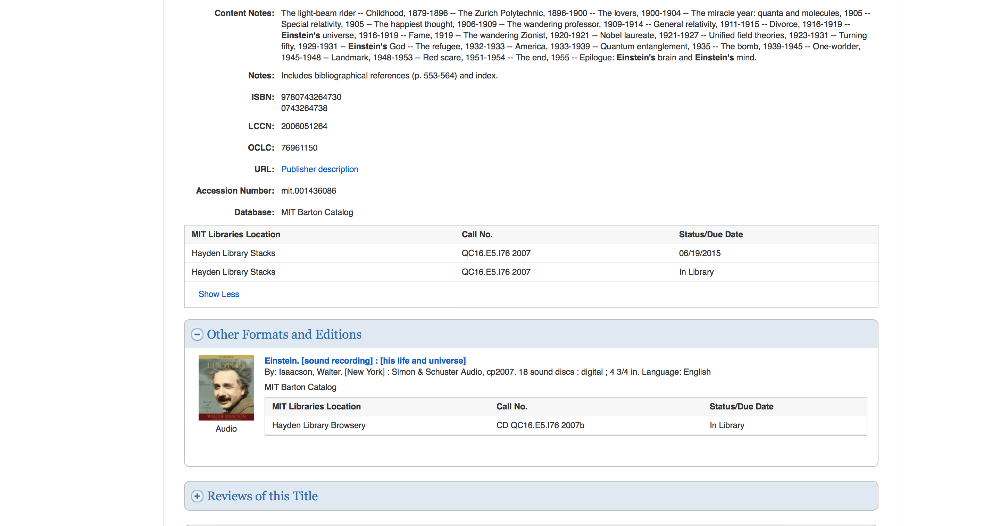 Content Notes: The light-beam rider -- Childhood, 1879-1896 -- The Zurich Polytechnic, 1896-1900 -- The lovers, 1900-1904 -- The miracle year: quanta and molecules, 1905 --
Special relativity, 1905 -- The happiest thought, 1906-1909 -- The wandering professor, 1909-1914 -- General relativity, 1911-1915 -- Divorce, 1916-1919 --
Einstein's universe, 1916-1919 -- Fame, 1919 -- The wandering Zionist, 1920-1921 -- Nobel laureate, 1921-1927 -- Unified field theories, 1923-1931 -- Turning
fifty, 1929-1931 -- Einstein's God -- The refugee, 1932-1933 -- America, 1933-1939 -- Quantum entanglement, 1935 -- The bomb, 1939-1945 -- One-worlder,
1945-1948 -- Landmark, 1948-1953 -- Red scare, 1951-1954 -- The end, 1955 -- Epilogue: Einstein's brain and Einstein's mind.
Notes: Includes bibliographical references (p. 553-564) and index.
ISBN: 9780743264730
0743264738
LCCN: 2006051264
OCLC: 76961150
URL: Publisher description
Accession Number: mit.001436086
Database: MIT Barton Catalog
MIT Libraries Location Call No. Status/Due Date
Hayden Library Stacks QC16.E5.I76 2007 06/19/2015
Hayden Library Stacks QC16.E5.I76 2007 In Library
Show Less
Other Formats and Editions
EINSTEIN
WALTER ISAACSON
Audio
Einstein. [sound recording] : [his life and universe]
By: Isaacson, Walter. [New York] : Simon & Schuster Audio, cp2007. 18 sound discs : digital ; 4 3/4 in. Language: English
MIT Barton Catalog
MIT Libraries Location Call No. Status/Due Date
Hayden Library Browsery CD QC16.E5.I76 2007b In Library
Reviews of this Title